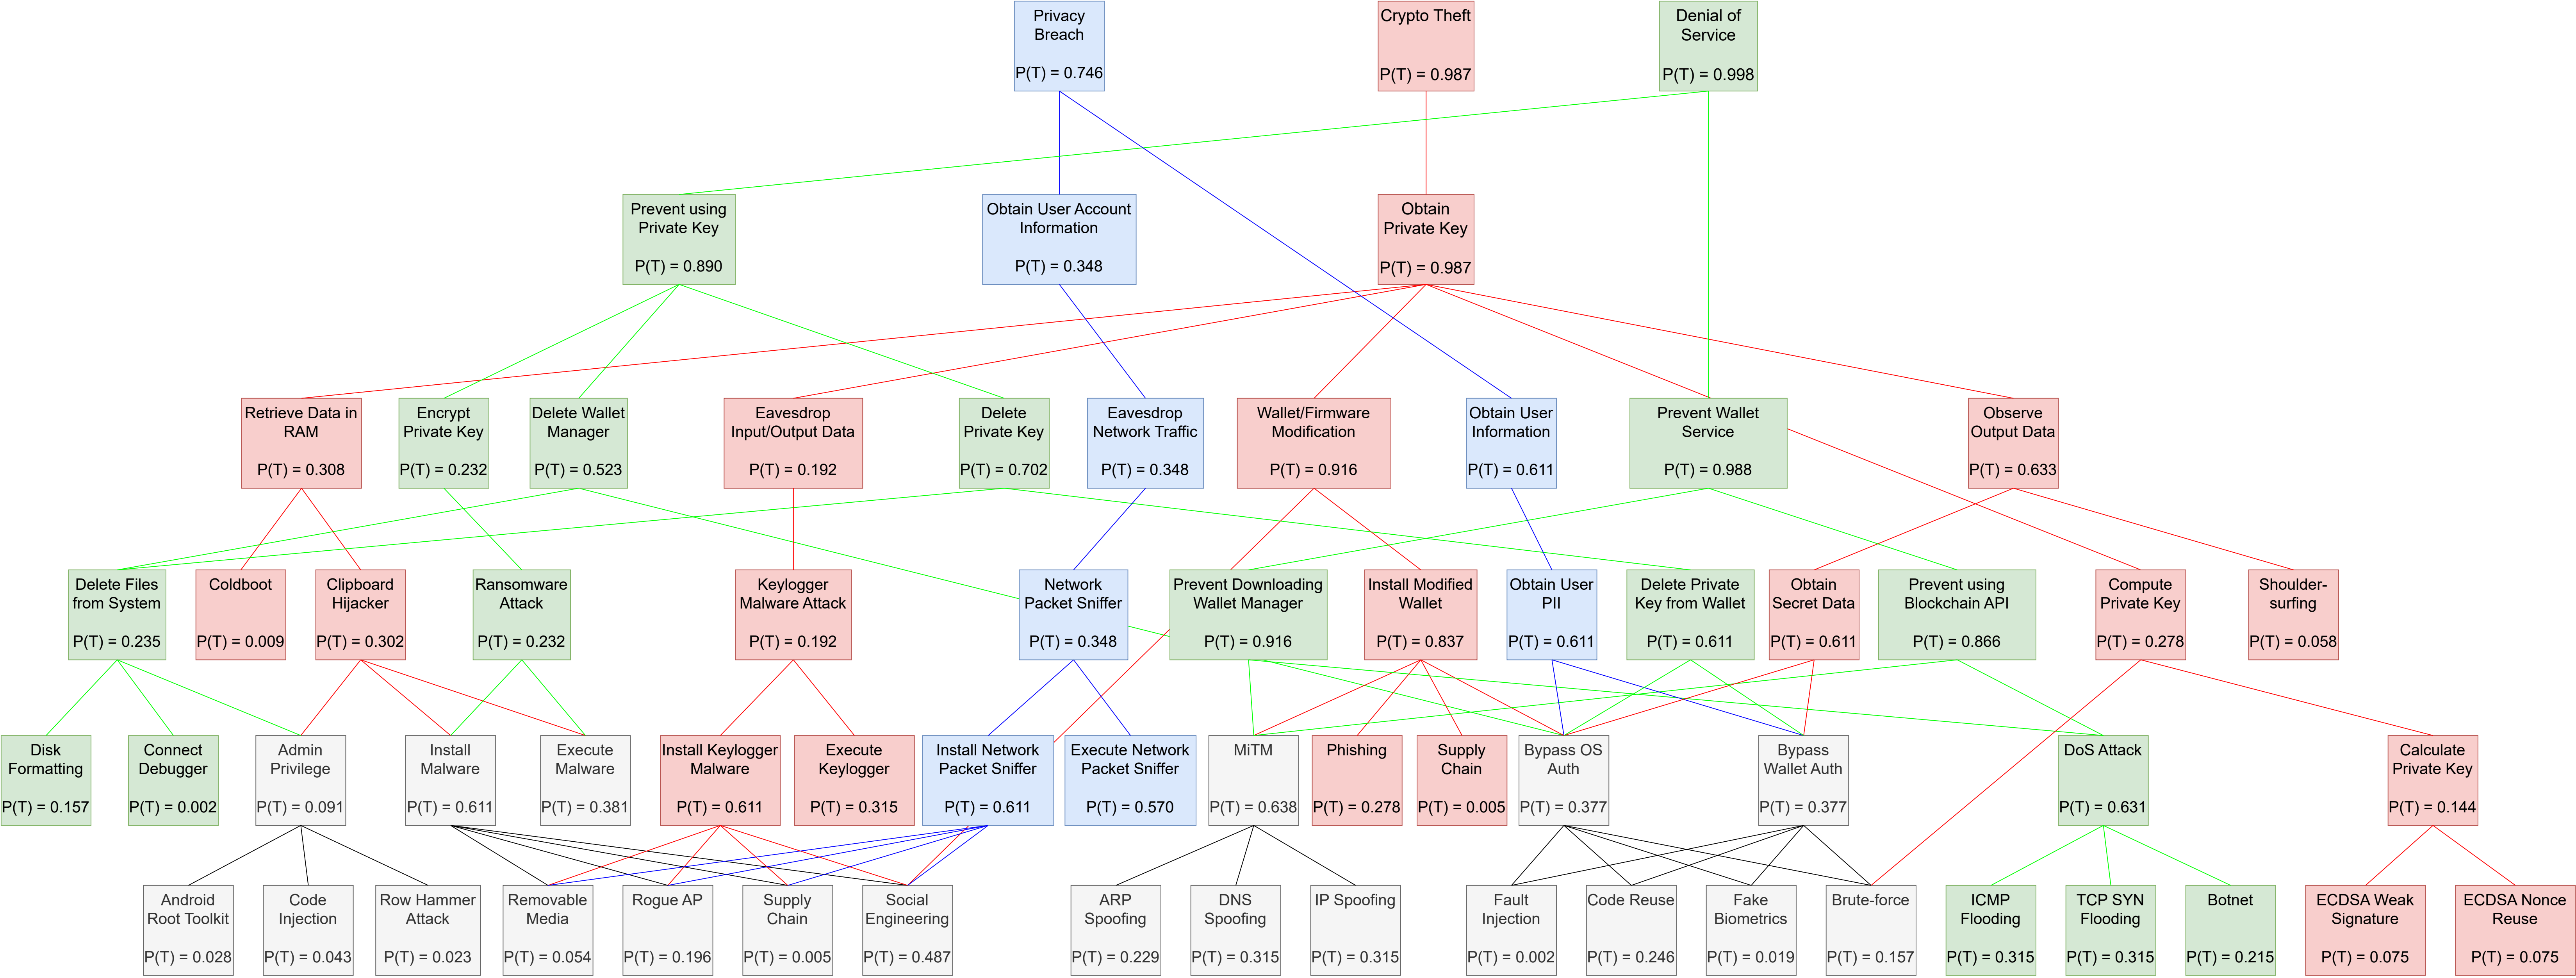 Privacy
Breach
P(T) = 0.746
Crypto Theft
P(T) = 0.987
Denial of
Service
P(T) = 0.998
Prevent using
Private Key
P(T) = 0.890
Obtain User Account
Information
P(T) = 0.348
Obtain
Private Key
P(T) = 0.987
Retrieve Data in
RAM
P(T) = 0.308
Encrypt
Private Key
P(T) = 0.232
Delete Wallet
Manager
P(T) = 0.523
Eavesdrop
Input/Output Data
P(T) = 0.192
Delete
Private Key
P(T) = 0.702
Eavesdrop
Network Traffic
P(T) = 0.348
Wallet/Firmware
Modification
P(T) = 0.916
Obtain User
Information
P(T) = 0.611
Prevent Wallet
Service
P(T) = 0.988
Observe
Output Data
P(T) = 0.633
Delete Files
from System
P(T) = 0.235
Coldboot
P(T) = 0.009
Clipboard
Hijacker
P(T) = 0.302
Ransomware
Attack
P(T) = 0.232
Keylogger
Malware Attack
P(T) = 0.192
Network
Packet Sniffer
P(T) = 0.348
Prevent Downloading
Wallet Manager
P(T) = 0.916
Install Modified
Wallet
P(T) = 0.837
Obtain User
PII
P(T) = 0.611
Delete Private
Key from Wallet
P(T) = 0.611
Obtain
Secret Data
P(T) = 0.611
Prevent using
Blockchain API
P(T) = 0.866
Compute
Private Key
P(T) = 0.278
Shoulder-
surfing
P(T) = 0.058
Disk
Formatting
P(T) = 0.157
Connect
Debugger
P(T) = 0.002
Admin
Privilege
P(T) = 0.091
Install
Malware
P(T) = 0.611
Execute
Malware
P(T) = 0.381
Install Keylogger
Malware
P(T) = 0.611
Execute
Keylogger
P(T) = 0.315
Install Network
Packet Sniffer
P(T) = 0.611
Execute Network
Packet Sniffer
P(T) = 0.570
MiTM
P(T) = 0.638
Phishing
P(T) = 0.278
Supply
Chain
P(T) = 0.005
Bypass OS
Auth
P(T) = 0.377
Bypass
Wallet Auth
P(T) = 0.377
DoS Attack
P(T) = 0.631
Calculate
Private Key
P(T) = 0.144
Android
Root Toolkit
P(T) = 0.028
Code
Injection
P(T) = 0.043
Row Hammer
Attack
P(T) = 0.023
Removable
Media
P(T) = 0.054
Rogue AP
P(T) = 0.196
Supply
Chain
P(T) = 0.005
Social
Engineering
P(T) = 0.487
ARP
Spoofing
P(T) = 0.229
DNS
Spoofing
P(T) = 0.315
IP Spoofing
P(T) = 0.315
Fault
Injection
P(T) = 0.002
Code Reuse
P(T) = 0.246
Fake
Biometrics
P(T) = 0.019
Brute-force
P(T) = 0.157
ICMP
Flooding
P(T) = 0.315
TCP SYN
Flooding
P(T) = 0.315
Botnet
P(T) = 0.215
ECDSA Weak
Signature
P(T) = 0.075
ECDSA Nonce
Reuse
P(T) = 0.075